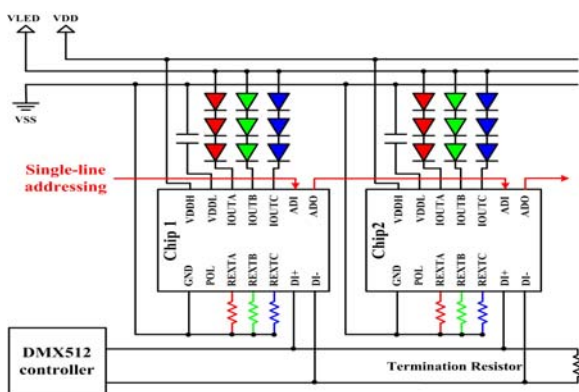 VLED VDD
VSS
Single-line
addressing
VDDH VDDL IOUTA IOUTB IOUTC ADI ADO
Chip 1
GND POL REXTA REXTB REXTC DI+ DI-
VDDH VDDL IOUTA IOUTB IOUTC ADI ADO
Chip2
GND POL REXTA REXTB REXTC DI+ DI-
DMX512
controller
Termination Resistor